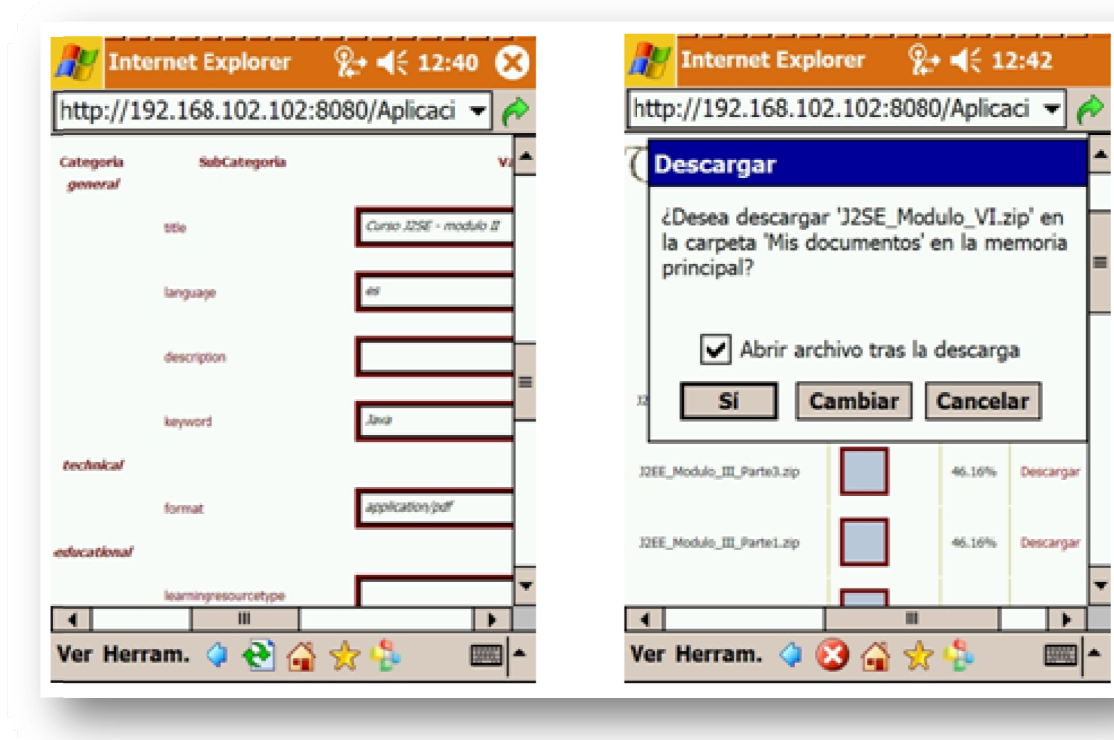 Internet Explorer 12:40
http://192.168.102.102:8080/Aplicaci
Categoria SubCategoria
general
title Curso J2SE - modulo II
language es
description
keyword Java
technical
format application/pdf
educational
learningresourcetype
Ver Herram.
Internet Explorer 12:42
http://192.168.102.102:8080/Aplicaci
Descargar
¿Desea descargar 'J2SE_Modulo_VI.zip' en
la carpeta 'Mis documentos' en la memoria
principal?
Abrir archivo tras la descarga
Sí Cambiar Cancelar
J2EE_Modulo_III_Parte3.zip 46.16% Descargar
J2EE_Modulo_III_Parte1.zip 46.16% Descargar
Ver Herram.